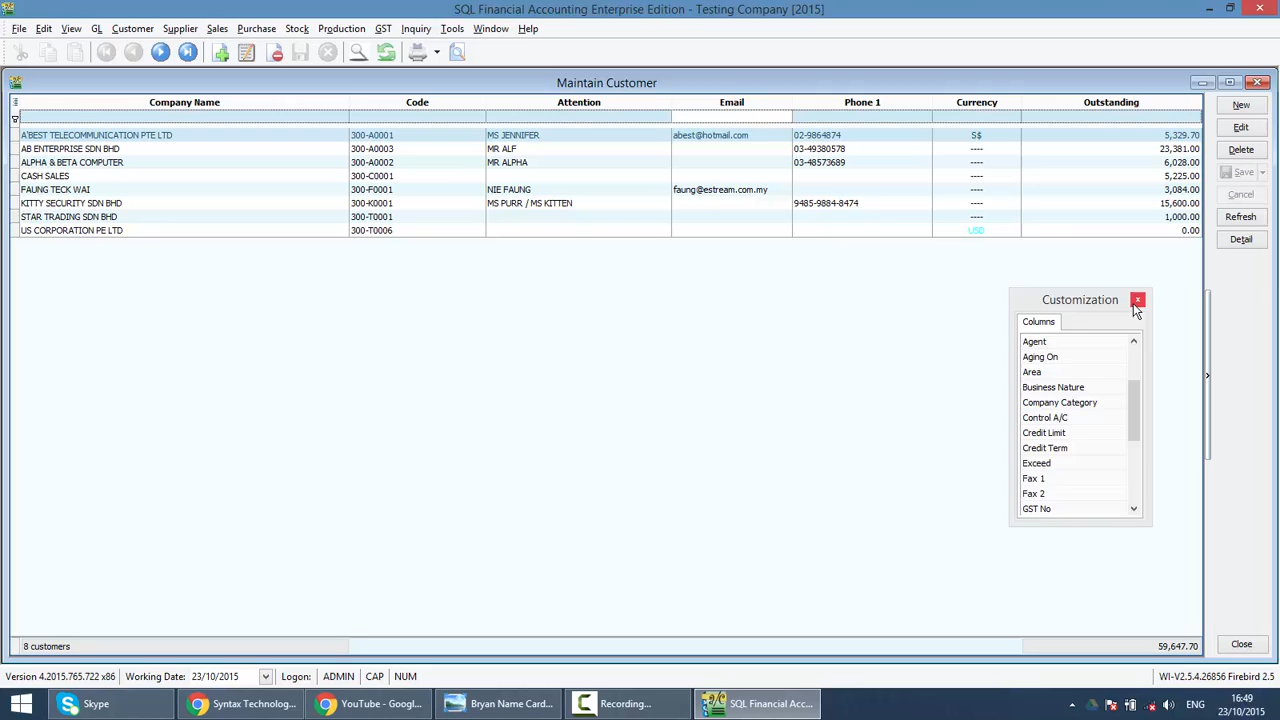 SQL Financial Accounting Enterprise Edition - Testing Company [2015]
File Edit View GL Customer Supplier Sales Purchase Stock Production GST Inquiry Tools Window Help
Maintain Customer
Company Name Code Attention Email Phone 1 Currency Outstanding
A'BEST TELECOMMUNICATION PTE LTD 300-A0001 MS JENNIFER abest@hotmail.com 02-9864874 S$ 5,329.70
AB ENTERPRISE SDN BHD 300-A0003 MR ALF 03-49380578 ---- 23,381.00
ALPHA & BETA COMPUTER 300-A0002 MR ALPHA 03-48573689 ---- 6,028.00
CASH SALES 300-C0001 ---- 5,225.00
FAUNG TECK WAI 300-F0001 NIE FAUNG faung@estream.com.my ---- 3,084.00
KITTY SECURITY SDN BHD 300-K0001 MS PURR / MS KITTEN 9485-9884-8474 ---- 15,600.00
STAR TRADING SDN BHD 300-T0001 ---- 1,000.00
US CORPORATION PE LTD 300-T0006 USD 0.00
New
Edit
Delete
Save
Cancel
Refresh
Detail
Customization x
Columns
Agent
Aging On
Area
Business Nature
Company Category
Control A/C
Credit Limit
Credit Term
Exceed
Fax 1
Fax 2
GST No
8 customers 59,647.70
Close
Version 4.2015.765.722 x86 Working Date: 23/10/2015 Logon: ADMIN CAP NUM WI-V2.5.4.26856 Firebird 2.5
Skype Syntax Technolog... YouTube - Googl... Bryan Name Card... Recording... SQL Financial Acc... ENG 16:49
23/10/2015